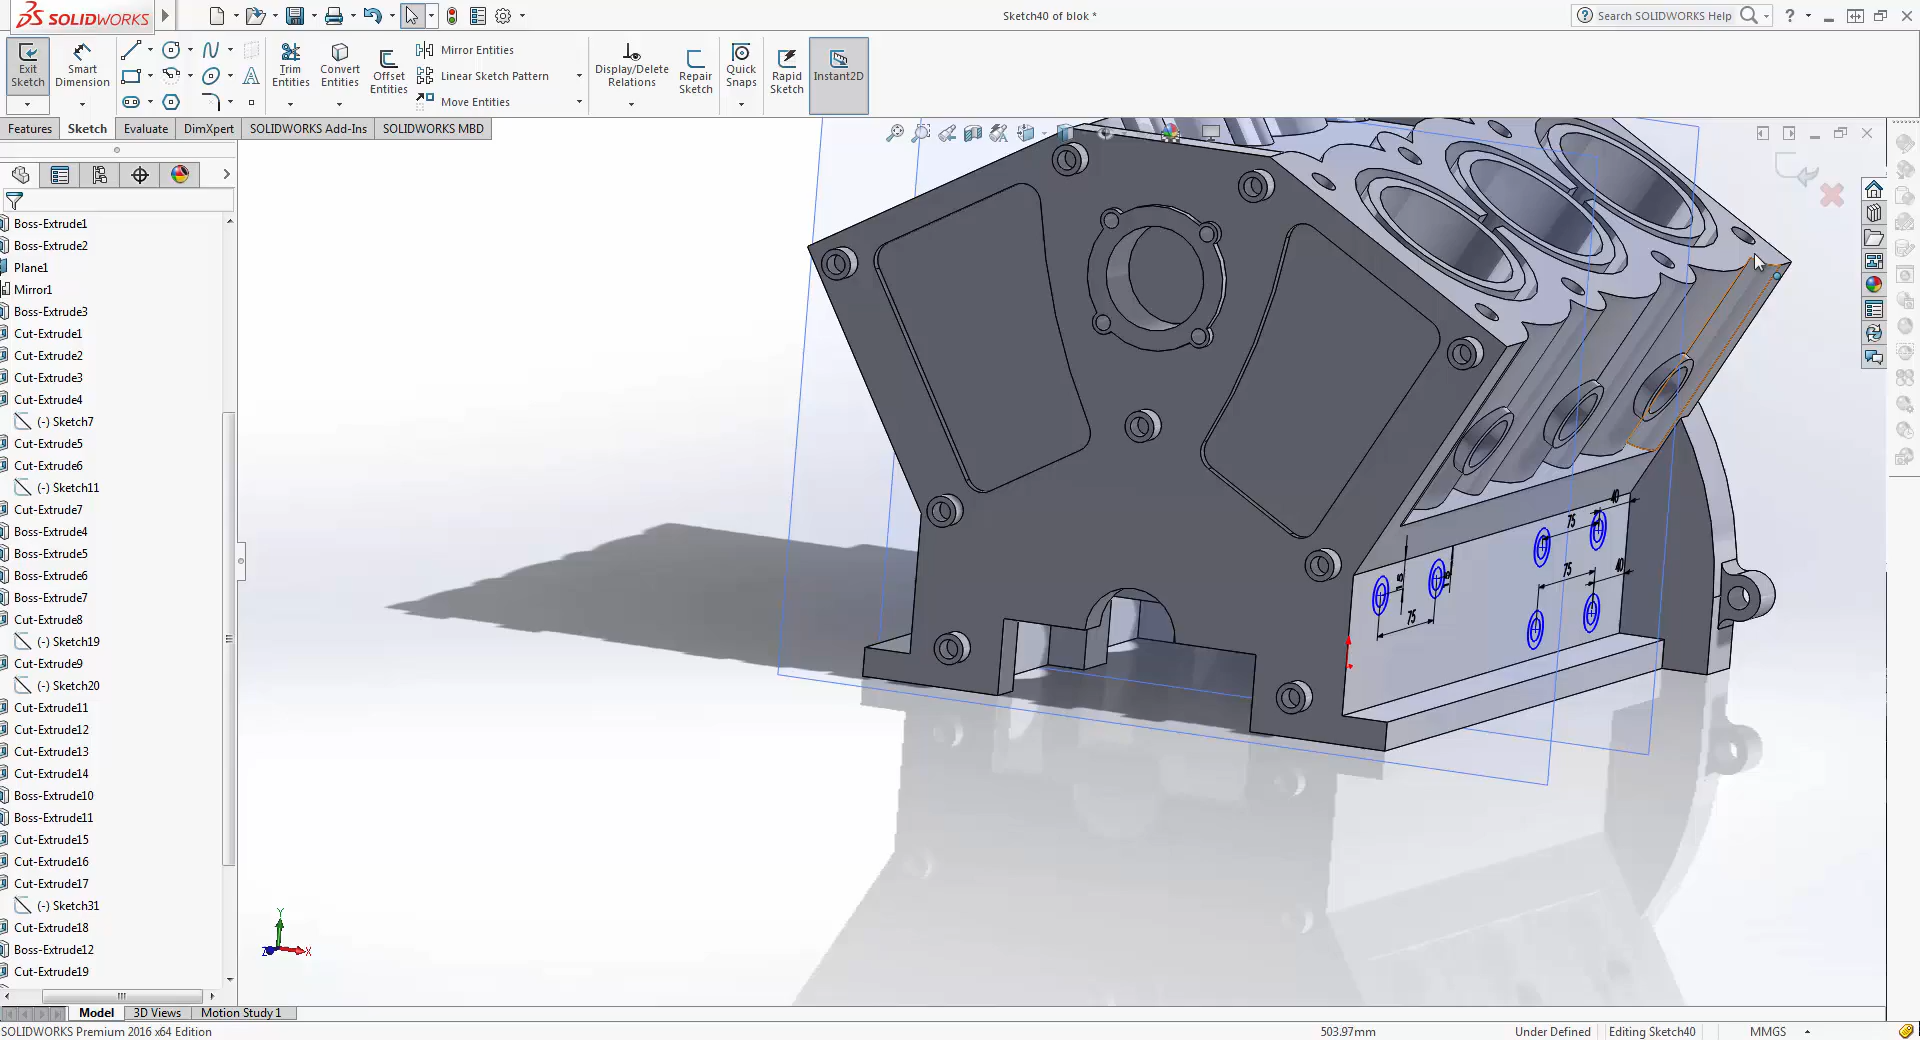 SOLIDWORKS
Sketch40 of blok *
Search SOLIDWORKS Help
?
Exit Sketch
Smart Dimension
Trim Entities
Convert Entities
Offset Entities
Mirror Entities
Linear Sketch Pattern
Move Entities
Display/Delete Relations
Repair Sketch
Quick Snaps
Rapid Sketch
Instant2D
Features
Sketch
Evaluate
DimXpert
SOLIDWORKS Add-Ins
SOLIDWORKS MBD
Boss-Extrude1
Boss-Extrude2
Plane1
Mirror1
Boss-Extrude3
Cut-Extrude1
Cut-Extrude2
Cut-Extrude3
Cut-Extrude4
(-) Sketch7
Cut-Extrude5
Cut-Extrude6
(-) Sketch11
Cut-Extrude7
Boss-Extrude4
Boss-Extrude5
Boss-Extrude6
Boss-Extrude7
Cut-Extrude8
(-) Sketch19
Cut-Extrude9
(-) Sketch20
Cut-Extrude11
Cut-Extrude12
Cut-Extrude13
Cut-Extrude14
Boss-Extrude10
Boss-Extrude11
Cut-Extrude15
Cut-Extrude16
Cut-Extrude17
(-) Sketch31
Cut-Extrude18
Boss-Extrude12
Cut-Extrude19
40
75
75
40
75
Y
Z
X
Model
3D Views
Motion Study 1
SOLIDWORKS Premium 2016 x64 Edition
503.97mm
Under Defined
Editing Sketch40
MMGS